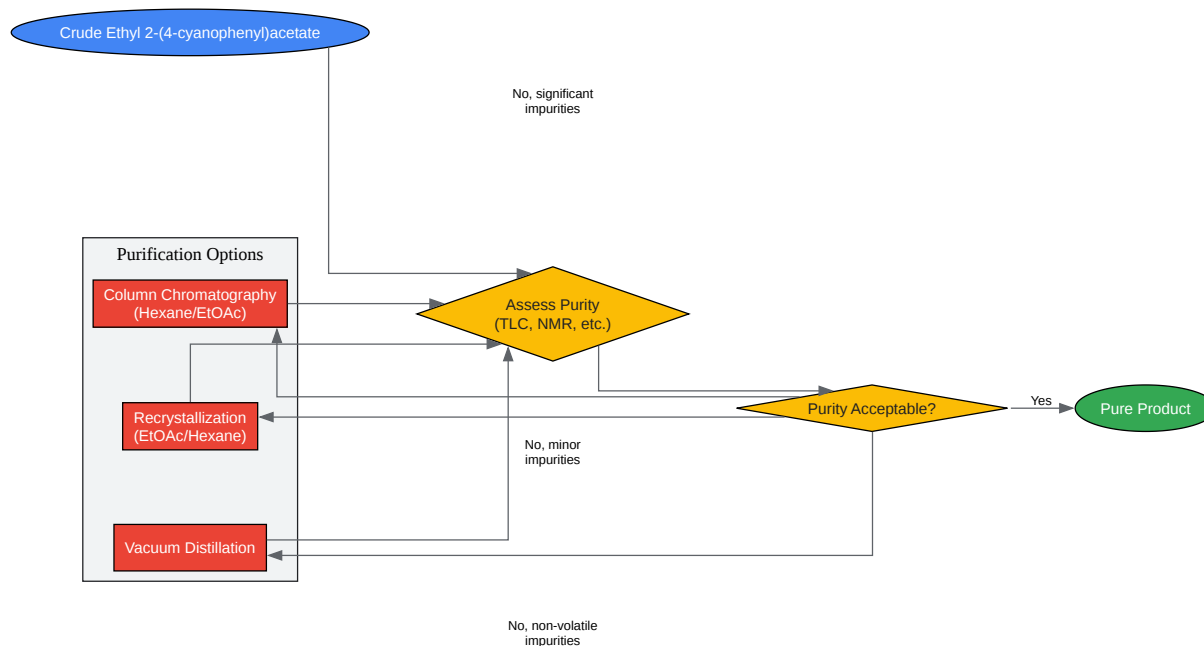 Crude Ethyl 2-(4-cyanophenyl)acetate
No, significant
impurities
Purification Options
Column Chromatography
(Hexane/EtOAc)
Assess Purity
(TLC, NMR, etc.)
Recrystallization
(EtOAc/Hexane)
Purity Acceptable?
Yes
Pure Product
No, minor
impurities
Vacuum Distillation
No, non-volatile
impurities